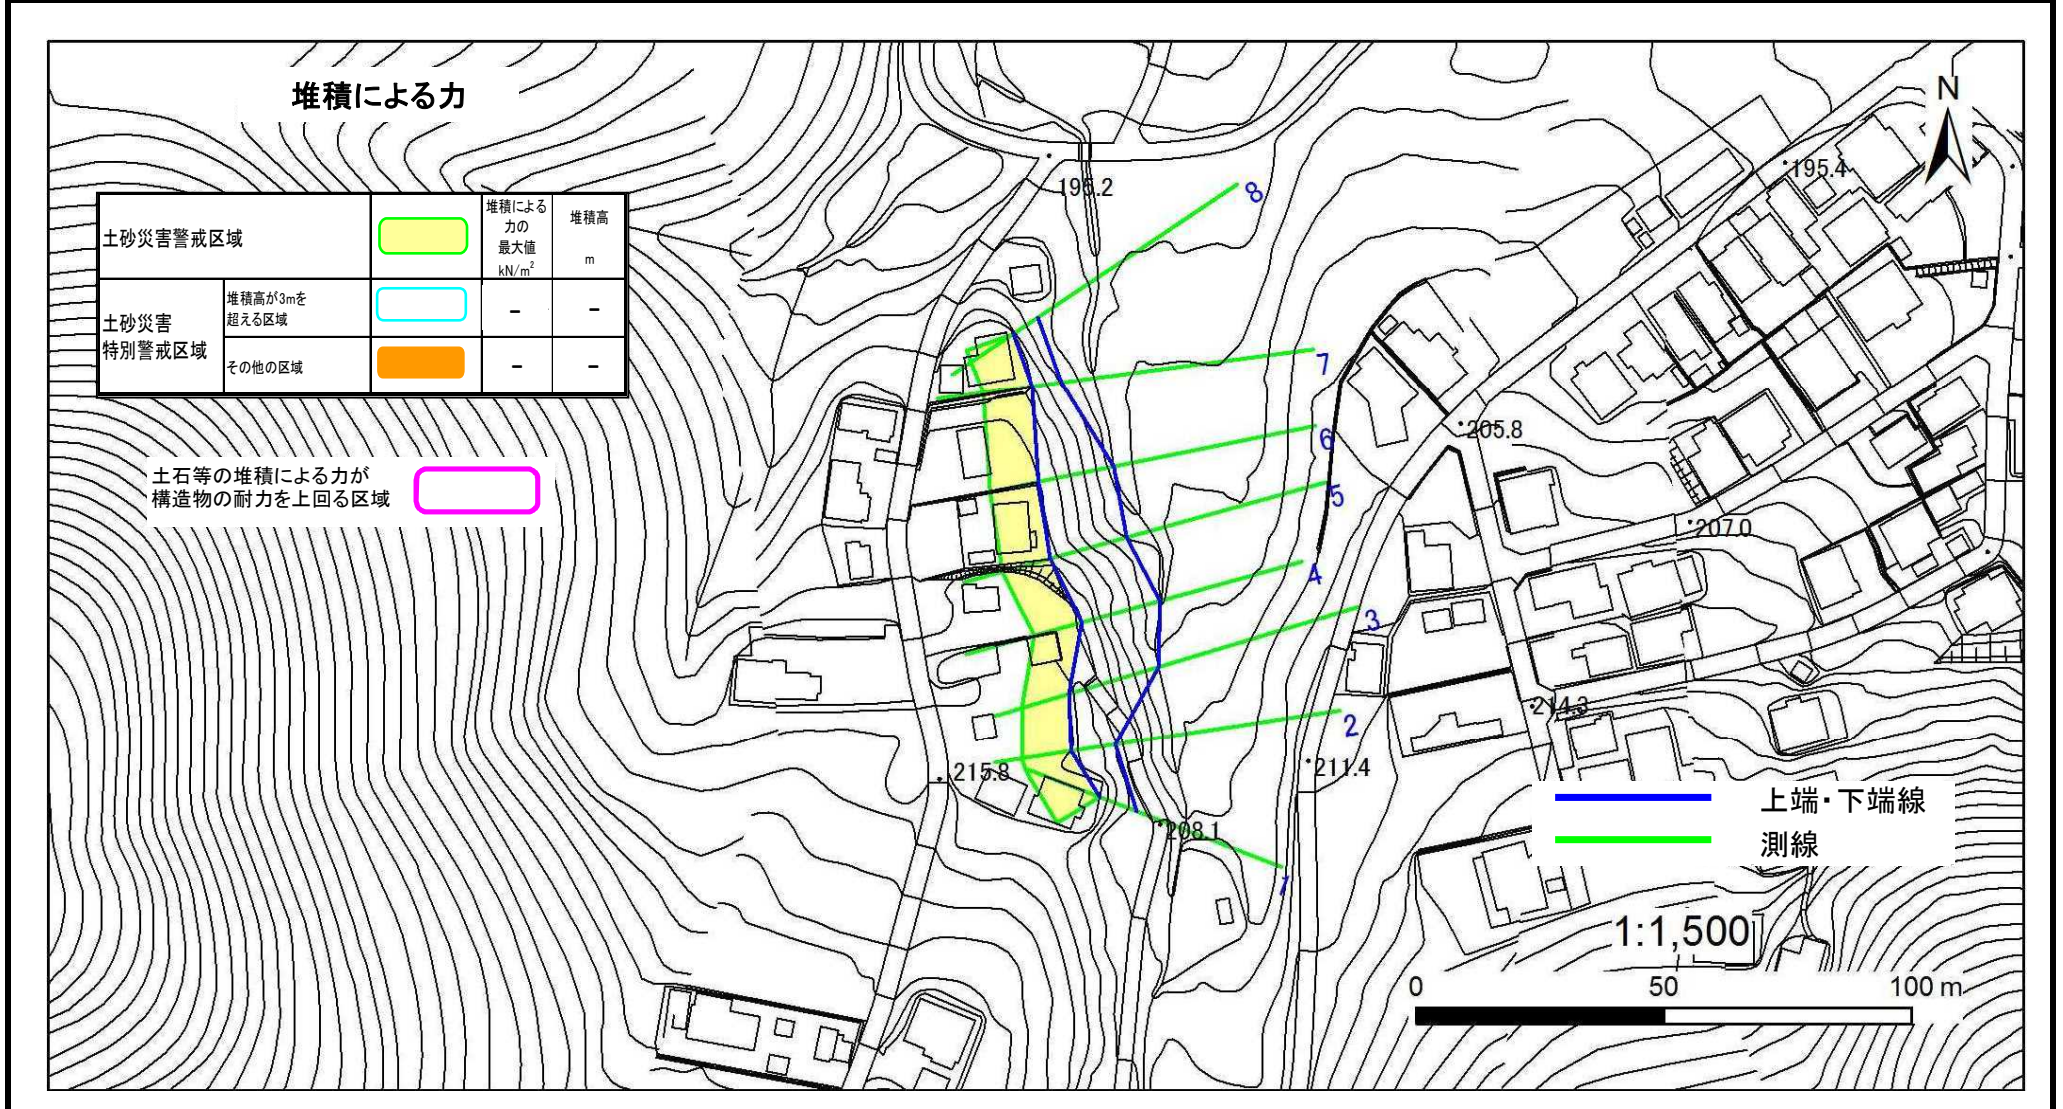 堆積による力
N
土砂災害警戒区域
堆積による
力の
最大値
kN/m²
堆積高
m
土砂災害
特別警戒区域
堆積高が3mを
超える区域
-
-
その他の区域
-
-
土石等の堆積による力が
構造物の耐力を上回る区域
195.2
195.4
205.8
207.0
214.3
211.4
215.8
208.1
8
7
6
5
4
3
2
1
上端・下端線
測線
1:1,500
0
50
100 m